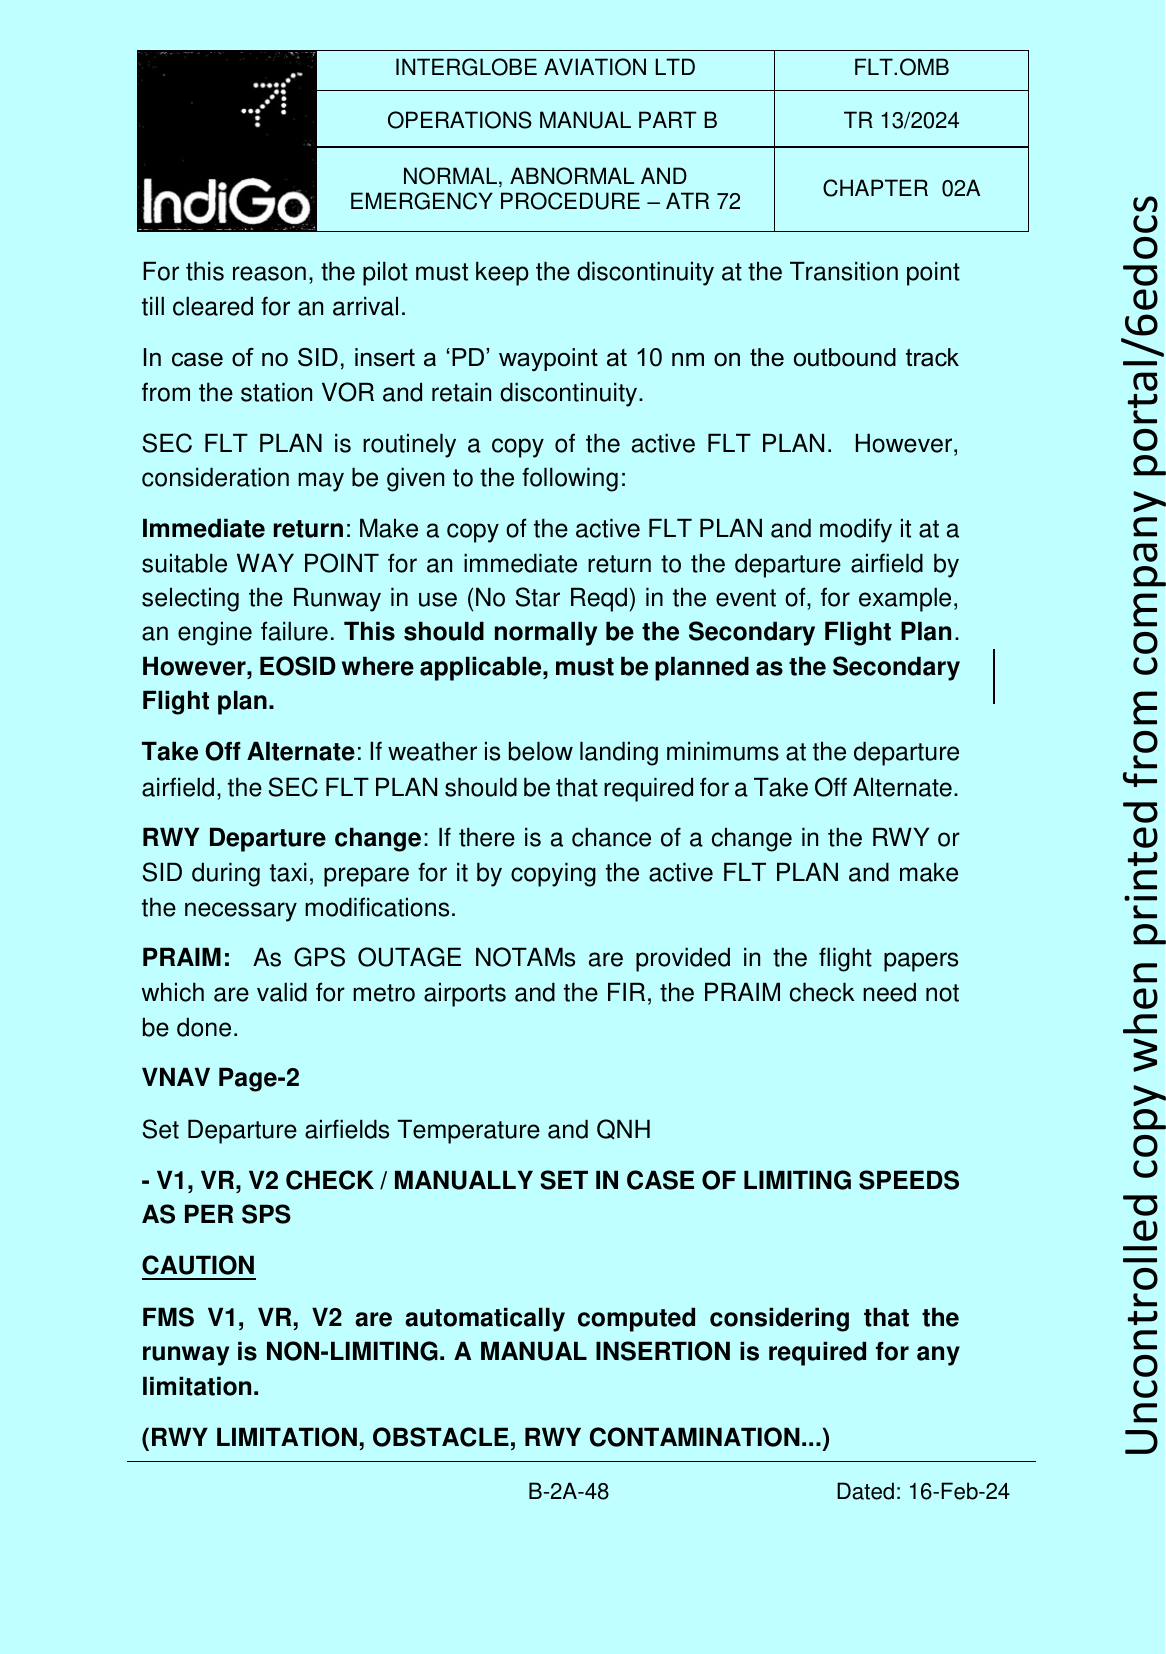 IndiGo
INTERGLOBE AVIATION LTD
FLT.OMB
OPERATIONS MANUAL PART B
TR 13/2024
NORMAL, ABNORMAL AND
EMERGENCY PROCEDURE – ATR 72
CHAPTER 02A
For this reason, the pilot must keep the discontinuity at the Transition point
till cleared for an arrival.
In case of no SID, insert a ‘PD’ waypoint at 10 nm on the outbound track
from the station VOR and retain discontinuity.
SEC FLT PLAN is routinely a copy of the active FLT PLAN. However,
consideration may be given to the following:
Immediate return: Make a copy of the active FLT PLAN and modify it at a
suitable WAY POINT for an immediate return to the departure airfield by
selecting the Runway in use (No Star Reqd) in the event of, for example,
an engine failure. This should normally be the Secondary Flight Plan.
However, EOSID where applicable, must be planned as the Secondary
Flight plan.
Take Off Alternate: If weather is below landing minimums at the departure
airfield, the SEC FLT PLAN should be that required for a Take Off Alternate.
RWY Departure change: If there is a chance of a change in the RWY or
SID during taxi, prepare for it by copying the active FLT PLAN and make
the necessary modifications.
PRAIM: As GPS OUTAGE NOTAMs are provided in the flight papers
which are valid for metro airports and the FIR, the PRAIM check need not
be done.
VNAV Page-2
Set Departure airfields Temperature and QNH
- V1, VR, V2 CHECK / MANUALLY SET IN CASE OF LIMITING SPEEDS
AS PER SPS
CAUTION
FMS V1, VR, V2 are automatically computed considering that the
runway is NON-LIMITING. A MANUAL INSERTION is required for any
limitation.
(RWY LIMITATION, OBSTACLE, RWY CONTAMINATION...)
B-2A-48
Dated: 16-Feb-24
Uncontrolled copy when printed from company portal/6edocs